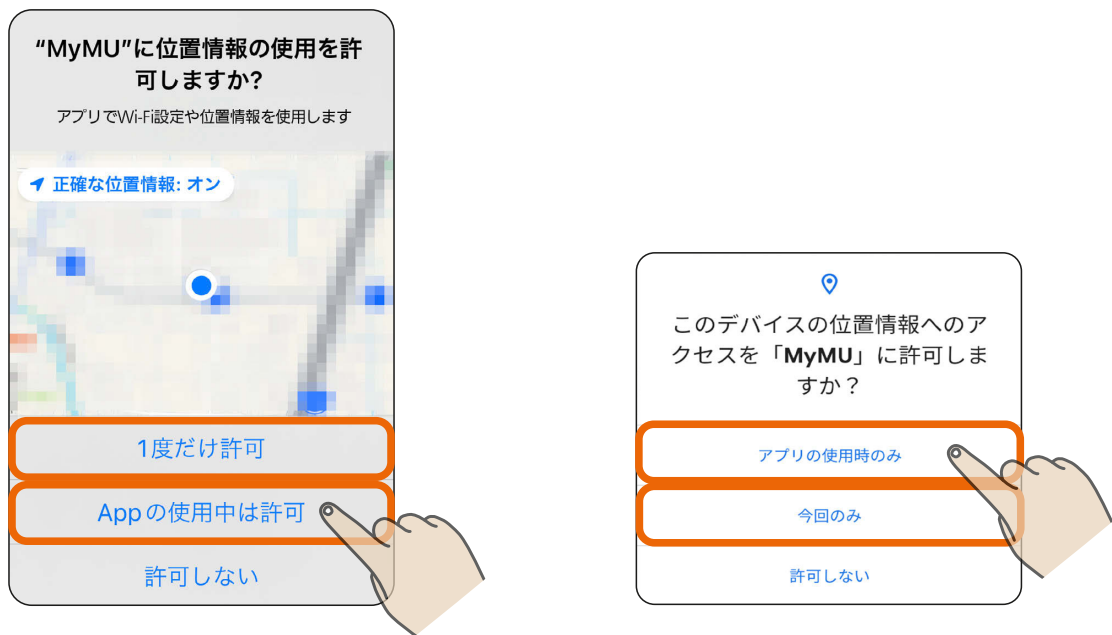 “MyMU”に位置情報の使用を許
可しますか?
アプリでWi-Fi設定や位置情報を使用します
正確な位置情報: オン
1度だけ許可
Appの使用中は許可
許可しない
このデバイスの位置情報へのア
クセスを「MyMU」に許可しま
すか？
アプリの使用時のみ
今回のみ
許可しない